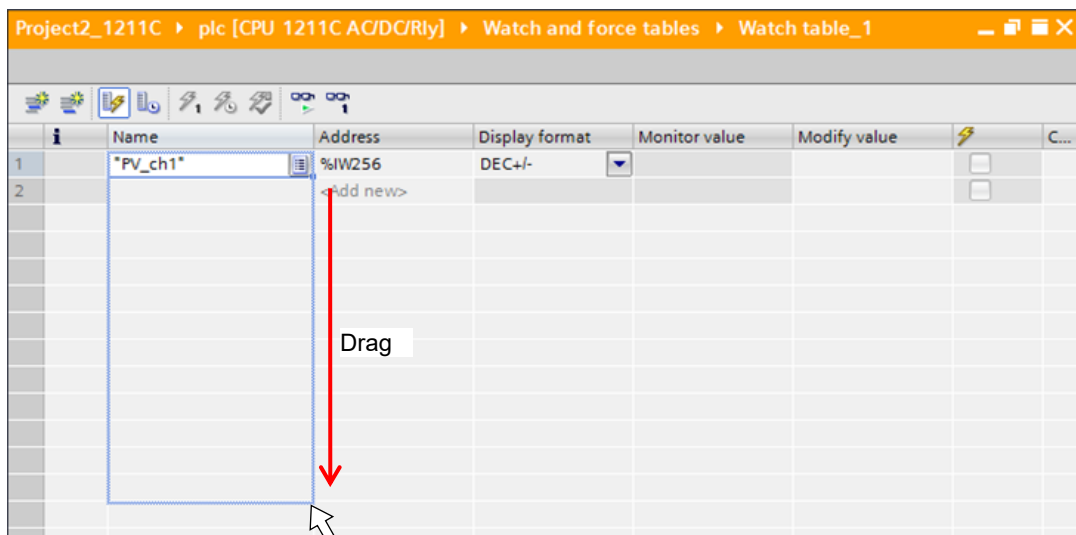 Project2_1211C ▸ plc [CPU 1211C AC/DC/Rly] ▸ Watch and force tables ▸ Watch table_1
i Name Address Display format Monitor value Modify value C...
1 "PV_ch1" %IW256 DEC+/-
2 <Add new>
Drag